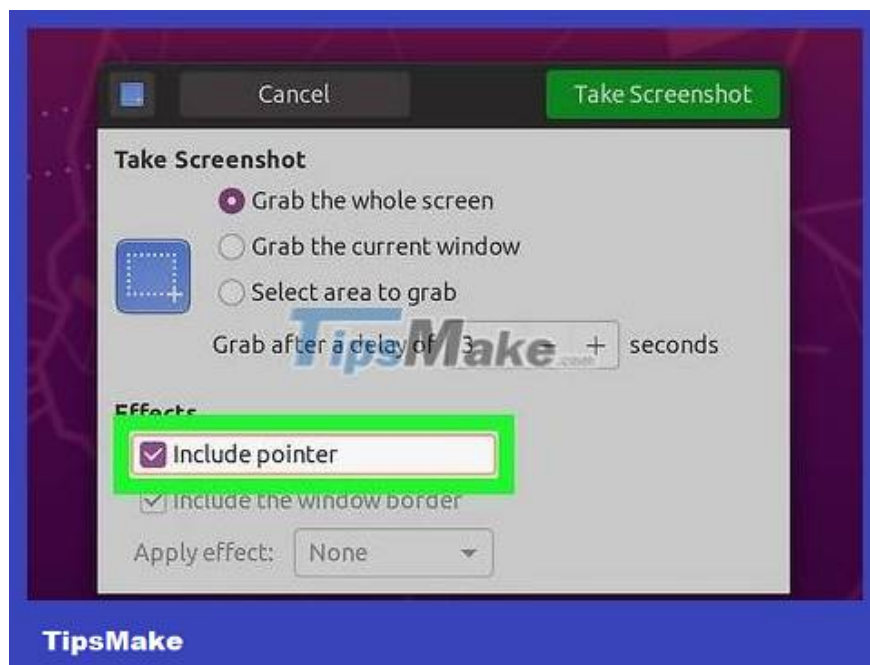 Cancel
Take Screenshot
Take Screenshot
Grab the whole screen
Grab the current window
Select area to grab
Grab after a delay of 3 − + seconds
TipsMake.com
Effects
Include pointer
Include the window border
Apply effect: None
TipsMake